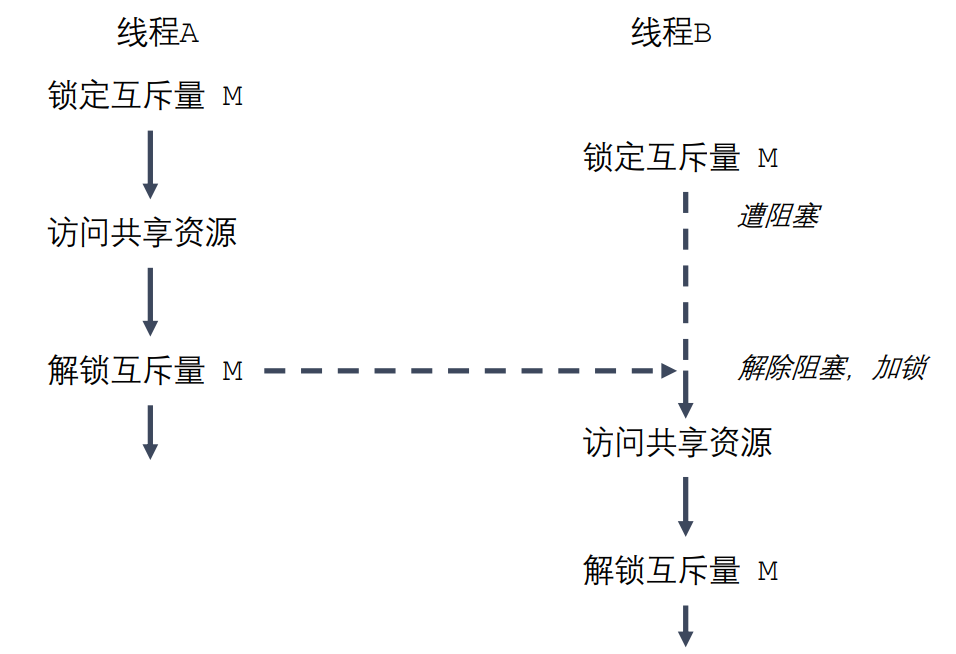 线程A
线程B
锁定互斥量 M
锁定互斥量 M
遭阻塞
访问共享资源
解锁互斥量 M
解除阻塞，加锁
访问共享资源
解锁互斥量 M